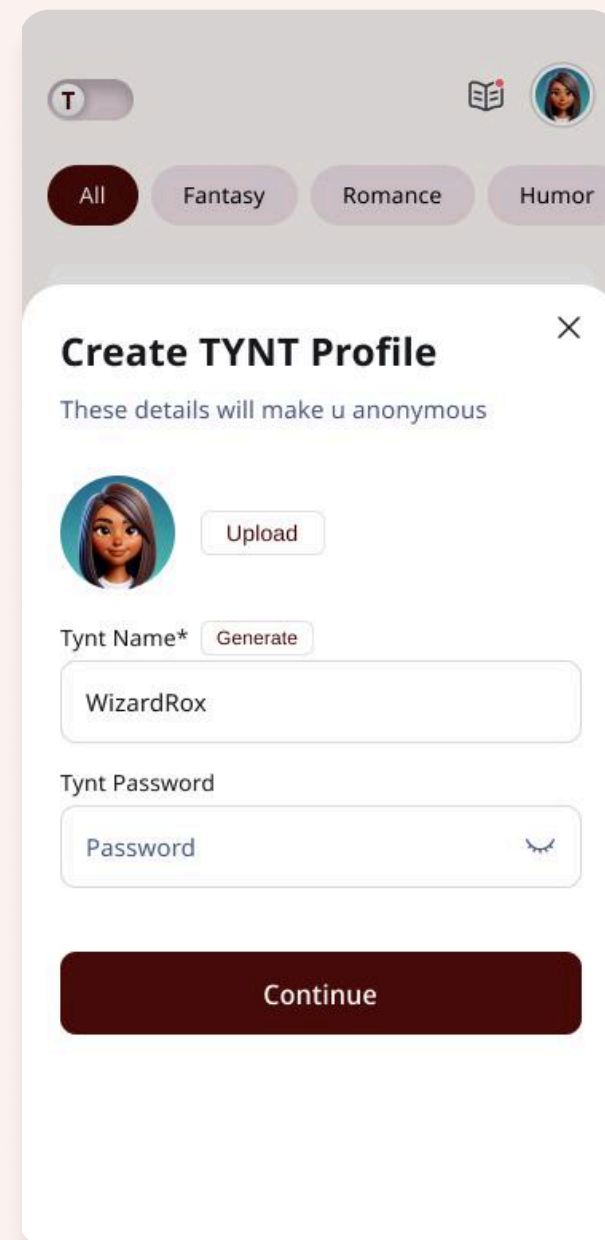 T
All Fantasy Romance Humor
Create TYNT Profile
These details will make u anonymous
Upload
Tynt Name* Generate
WizardRox
Tynt Password
Password
Continue